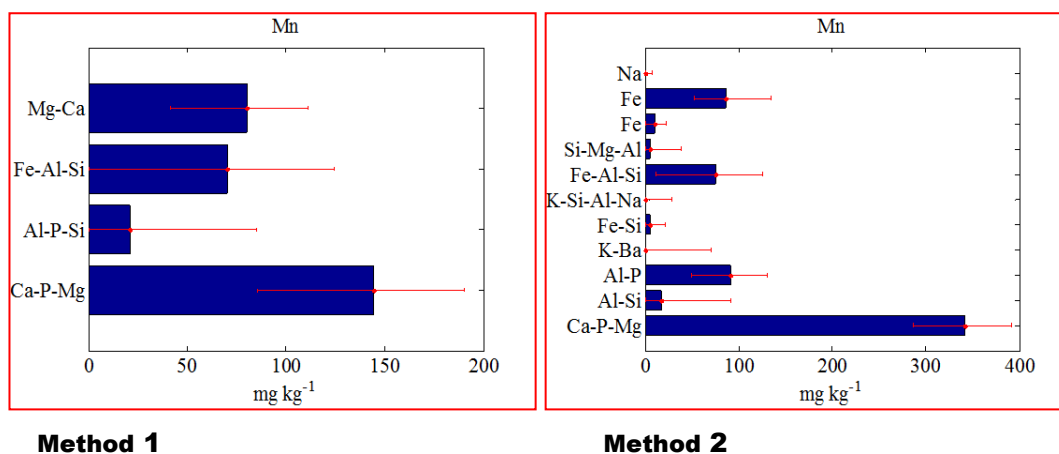 Mn
Mg-Ca
Fe-Al-Si
Al-P-Si
Ca-P-Mg
0 50 100 150 200
mg kg⁻¹
Method 1
Mn
Na
Fe
Fe
Si-Mg-Al
Fe-Al-Si
K-Si-Al-Na
Fe-Si
K-Ba
Al-P
Al-Si
Ca-P-Mg
0 100 200 300 400
mg kg⁻¹
Method 2